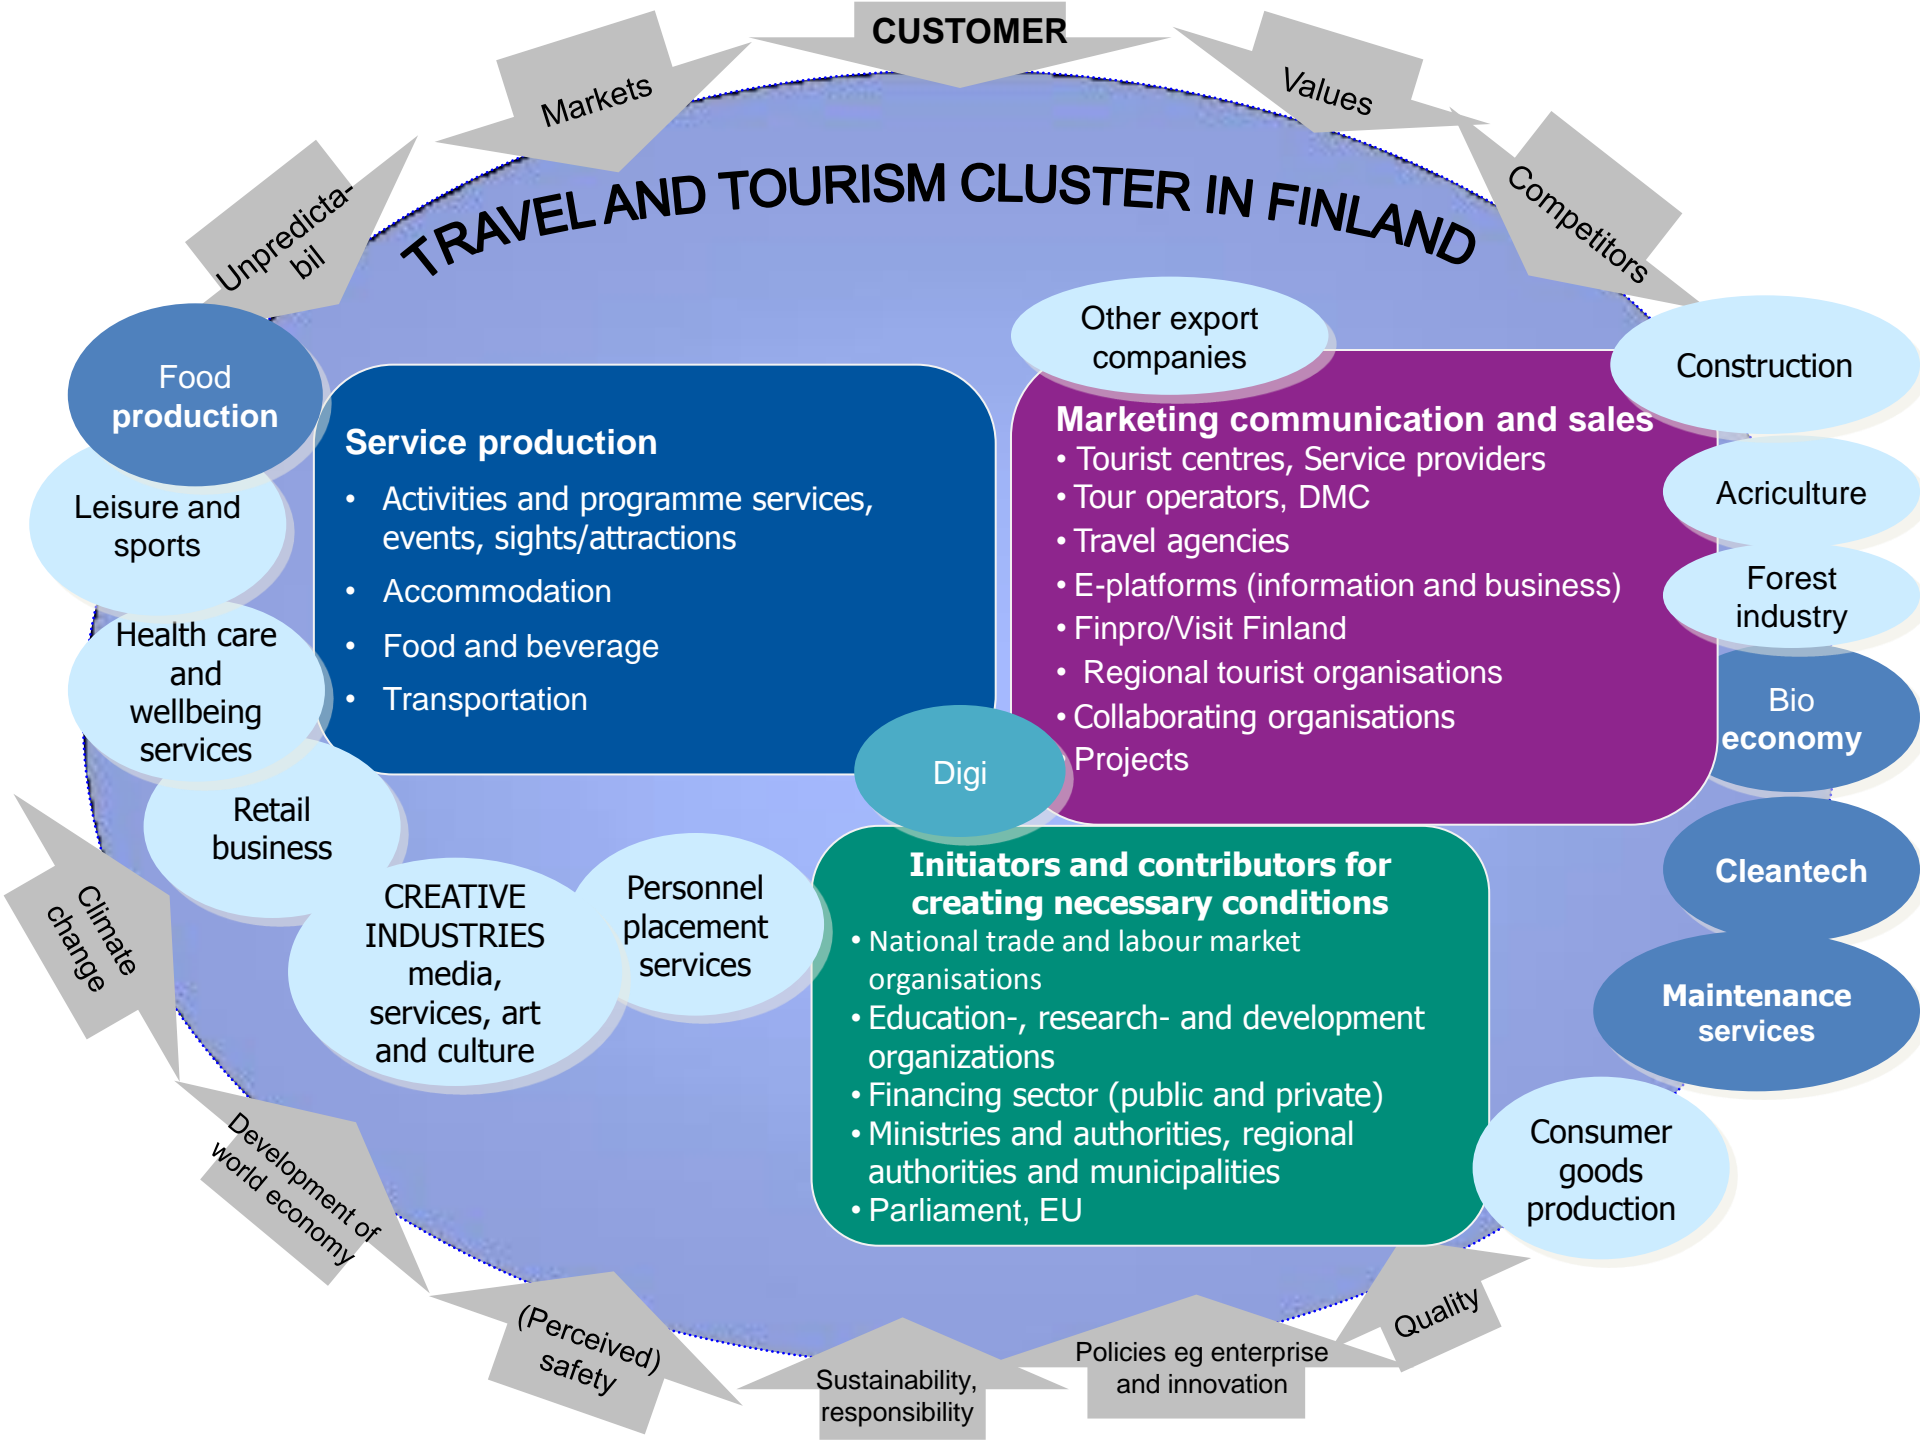 CUSTOMER
Markets
Values
Unpredicta-
bil
Competitors
TRAVEL AND TOURISM CLUSTER IN FINLAND
Food
production
Leisure and
sports
Health care
and
wellbeing
services
Retail
business
CREATIVE
INDUSTRIES
media,
services, art
and culture
Personnel
placement
services
Service production
• Activities and programme services,
events, sights/attractions
• Accommodation
• Food and beverage
• Transportation
Digi
Other export
companies
Marketing communication and sales
• Tourist centres, Service providers
• Tour operators, DMC
• Travel agencies
• E-platforms (information and business)
• Finpro/Visit Finland
• Regional tourist organisations
• Collaborating organisations
• Projects
Initiators and contributors for
creating necessary conditions
• National trade and labour market
organisations
• Education-, research- and development
organizations
• Financing sector (public and private)
• Ministries and authorities, regional
authorities and municipalities
• Parliament, EU
Construction
Acriculture
Forest
industry
Bio
economy
Cleantech
Maintenance
services
Consumer
goods
production
Climate
change
Development of
world economy
(Perceived)
safety
Sustainability,
responsibility
Policies eg enterprise
and innovation
Quality